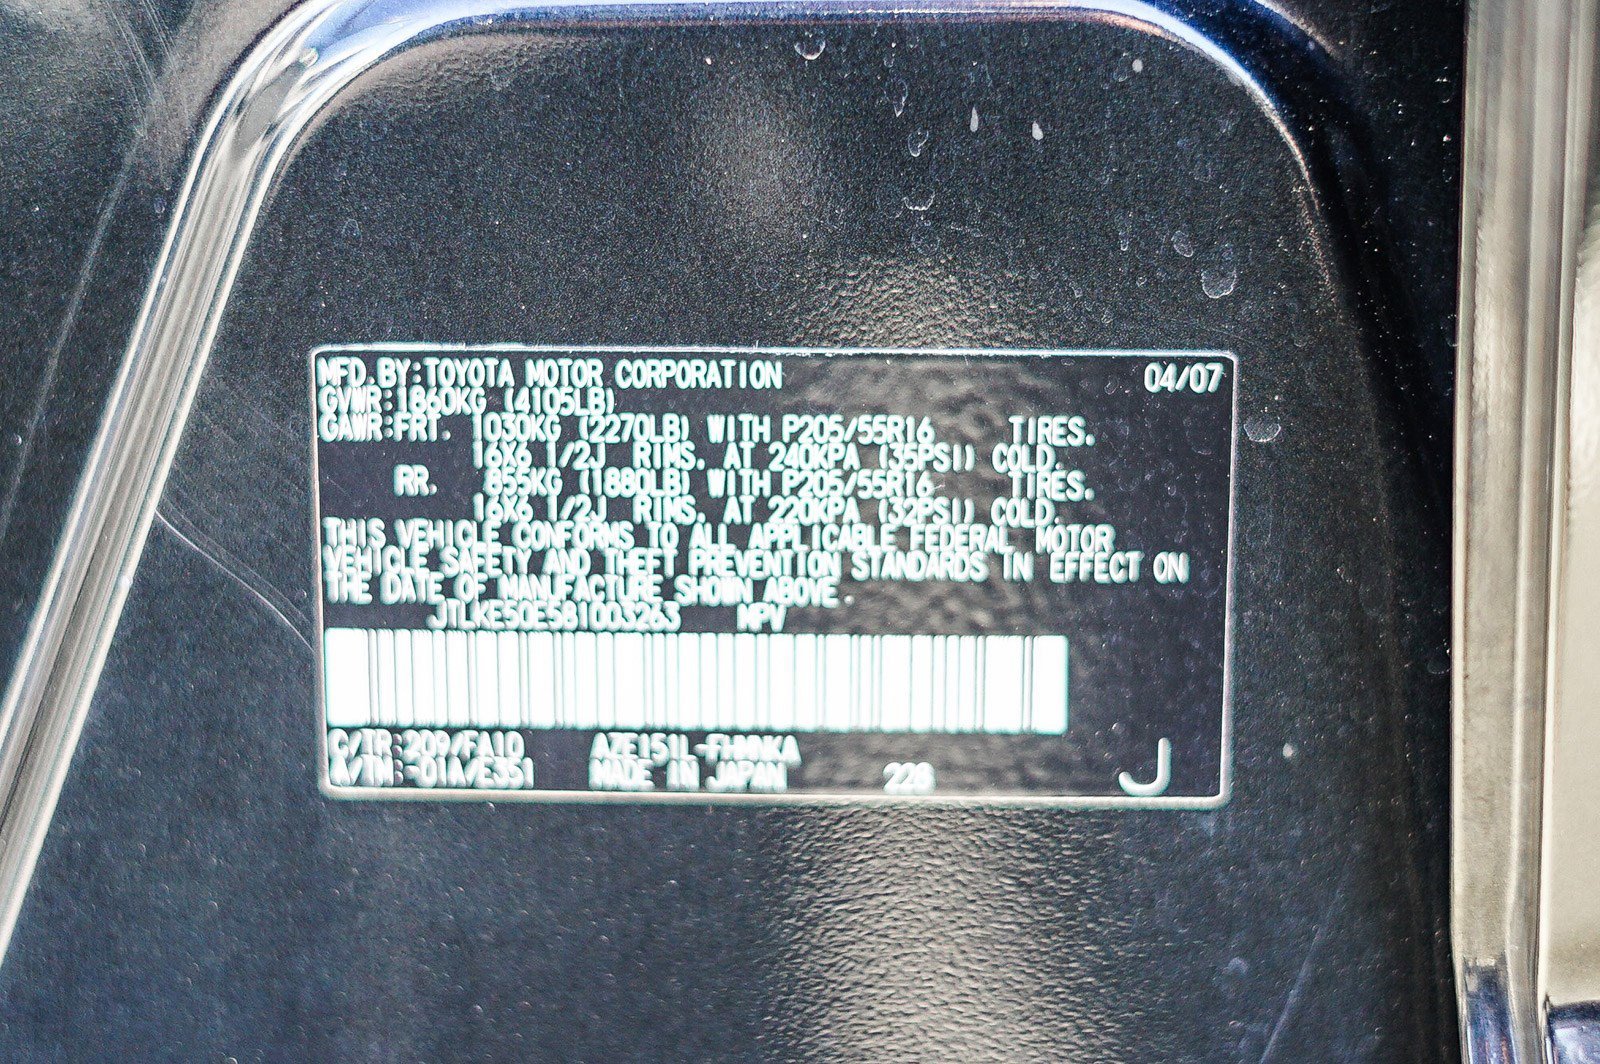 MFD.BY:TOYOTA MOTOR CORPORATION 04/07
GVWR:1860KG (4105LB)
GAWR:FRT. 1030KG (2270LB) WITH P205/55R16 TIRES.
16X6 1/2J RIMS. AT 240KPA (35PSI) COLD.
RR. 855KG (1880LB) WITH P205/55R16 TIRES.
16X6 1/2J RIMS. AT 220KPA (32PSI) COLD.
THIS VEHICLE CONFORMS TO ALL APPLICABLE FEDERAL MOTOR
VEHICLE SAFETY AND THEFT PREVENTION STANDARDS IN EFFECT ON
THE DATE OF MANUFACTURE SHOWN ABOVE.
JTLKE50E581003263 MPV
C/TR:209/FA10 AZE151L-FHMNKA
A/TM:-01A/E351 MADE IN JAPAN J